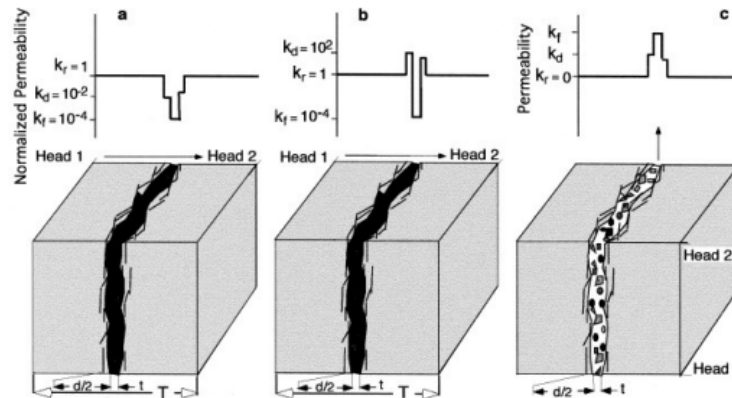 a
b
c
Normalized Permeability
k_r = 1
k_d = 10^-2
k_f = 10^-4
k_d = 10^2
k_r = 1
k_f = 10^-4
Permeability
k_f
k_d
k_r = 0
Head 1
Head 2
Head 1
Head 2
Head 2
Head
d/2
t
T
d/2
t
T
d/2
t